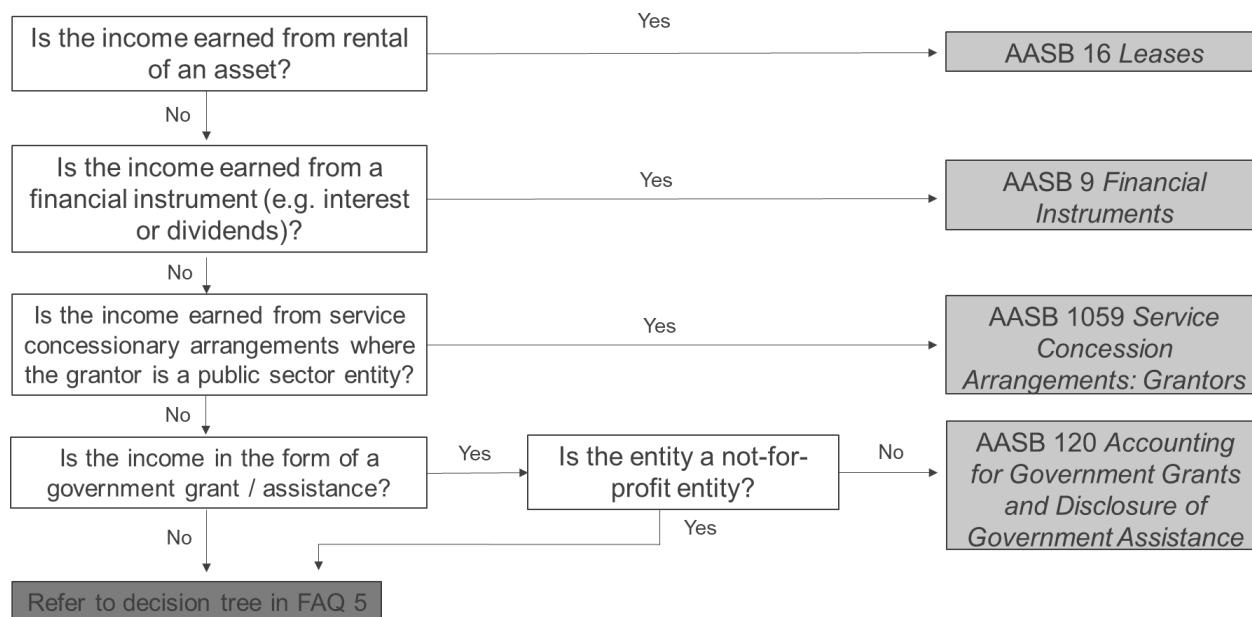 Yes
Is the income earned from rental
of an asset?
AASB 16 Leases
No
Is the income earned from a
financial instrument (e.g. interest
or dividends)?
Yes
AASB 9 Financial
Instruments
No
Is the income earned from service
concessionary arrangements where
the grantor is a public sector entity?
Yes
AASB 1059 Service
Concession
Arrangements: Grantors
No
Is the income in the form of a
government grant / assistance?
Yes
Is the entity a not-for-
profit entity?
No
AASB 120 Accounting
for Government Grants
and Disclosure of
Government Assistance
Yes
No
Refer to decision tree in FAQ 5